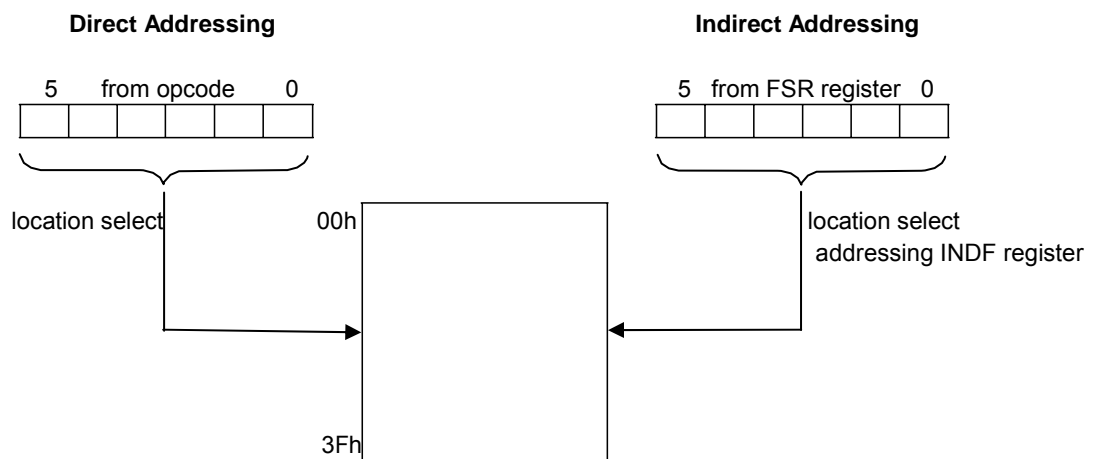 Direct Addressing
Indirect Addressing
5 from opcode 0
5 from FSR register 0
location select
00h
location select
addressing INDF register
3Fh